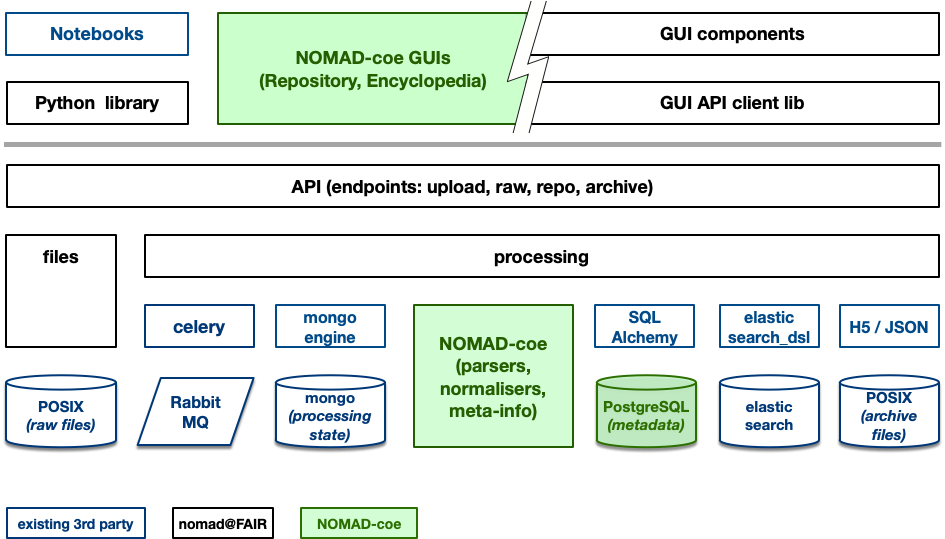 Notebooks
NOMAD-coe GUIs
(Repository, Encyclopedia)
GUI components
Python library
GUI API client lib
API (endpoints: upload, raw, repo, archive)
files
processing
celery
mongo
engine
NOMAD-coe
(parsers,
normalisers,
meta-info)
SQL
Alchemy
elastic
search_dsl
H5 / JSON
POSIX
(raw files)
Rabbit
MQ
mongo
(processing
state)
PostgreSQL
(metadata)
elastic
search
POSIX
(archive
files)
existing 3rd party
nomad@FAIR
NOMAD-coe